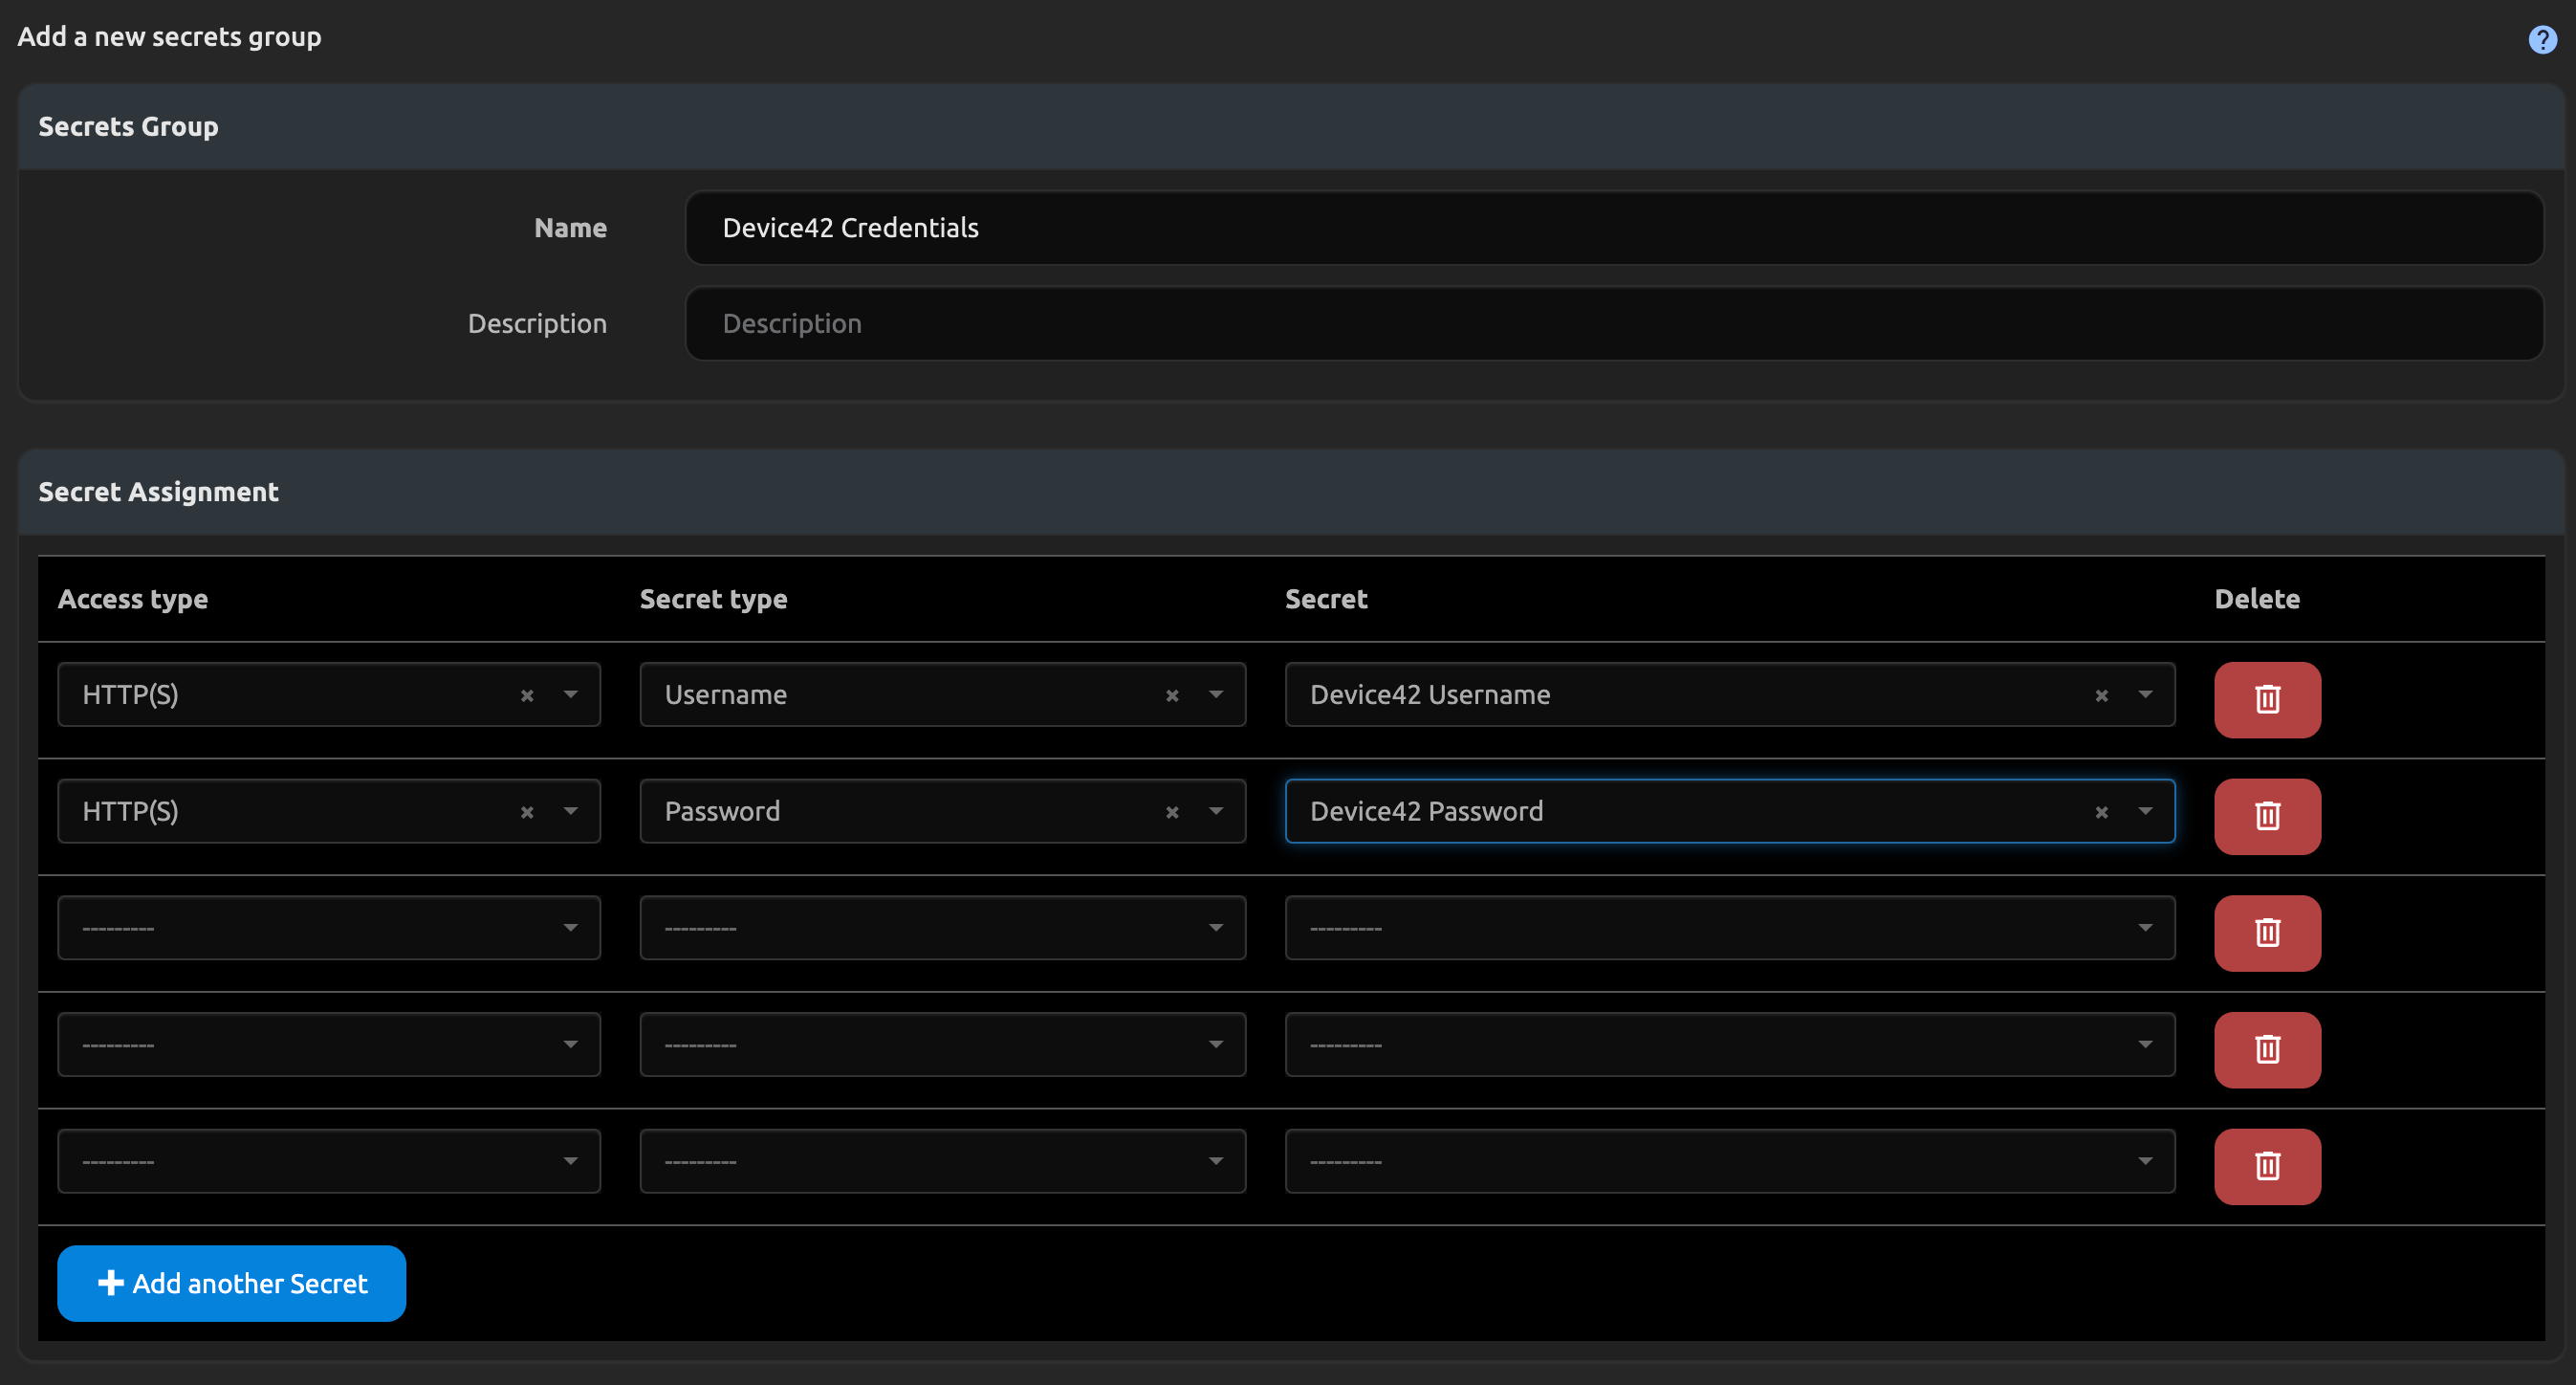 Add a new secrets group ?
Secrets Group
Name Device42 Credentials
Description Description
Secret Assignment
Access type Secret type Secret Delete
HTTP(S) × Username × Device42 Username ×
HTTP(S) × Password × Device42 Password ×
--------- --------- ---------
--------- --------- ---------
--------- --------- ---------
+ Add another Secret